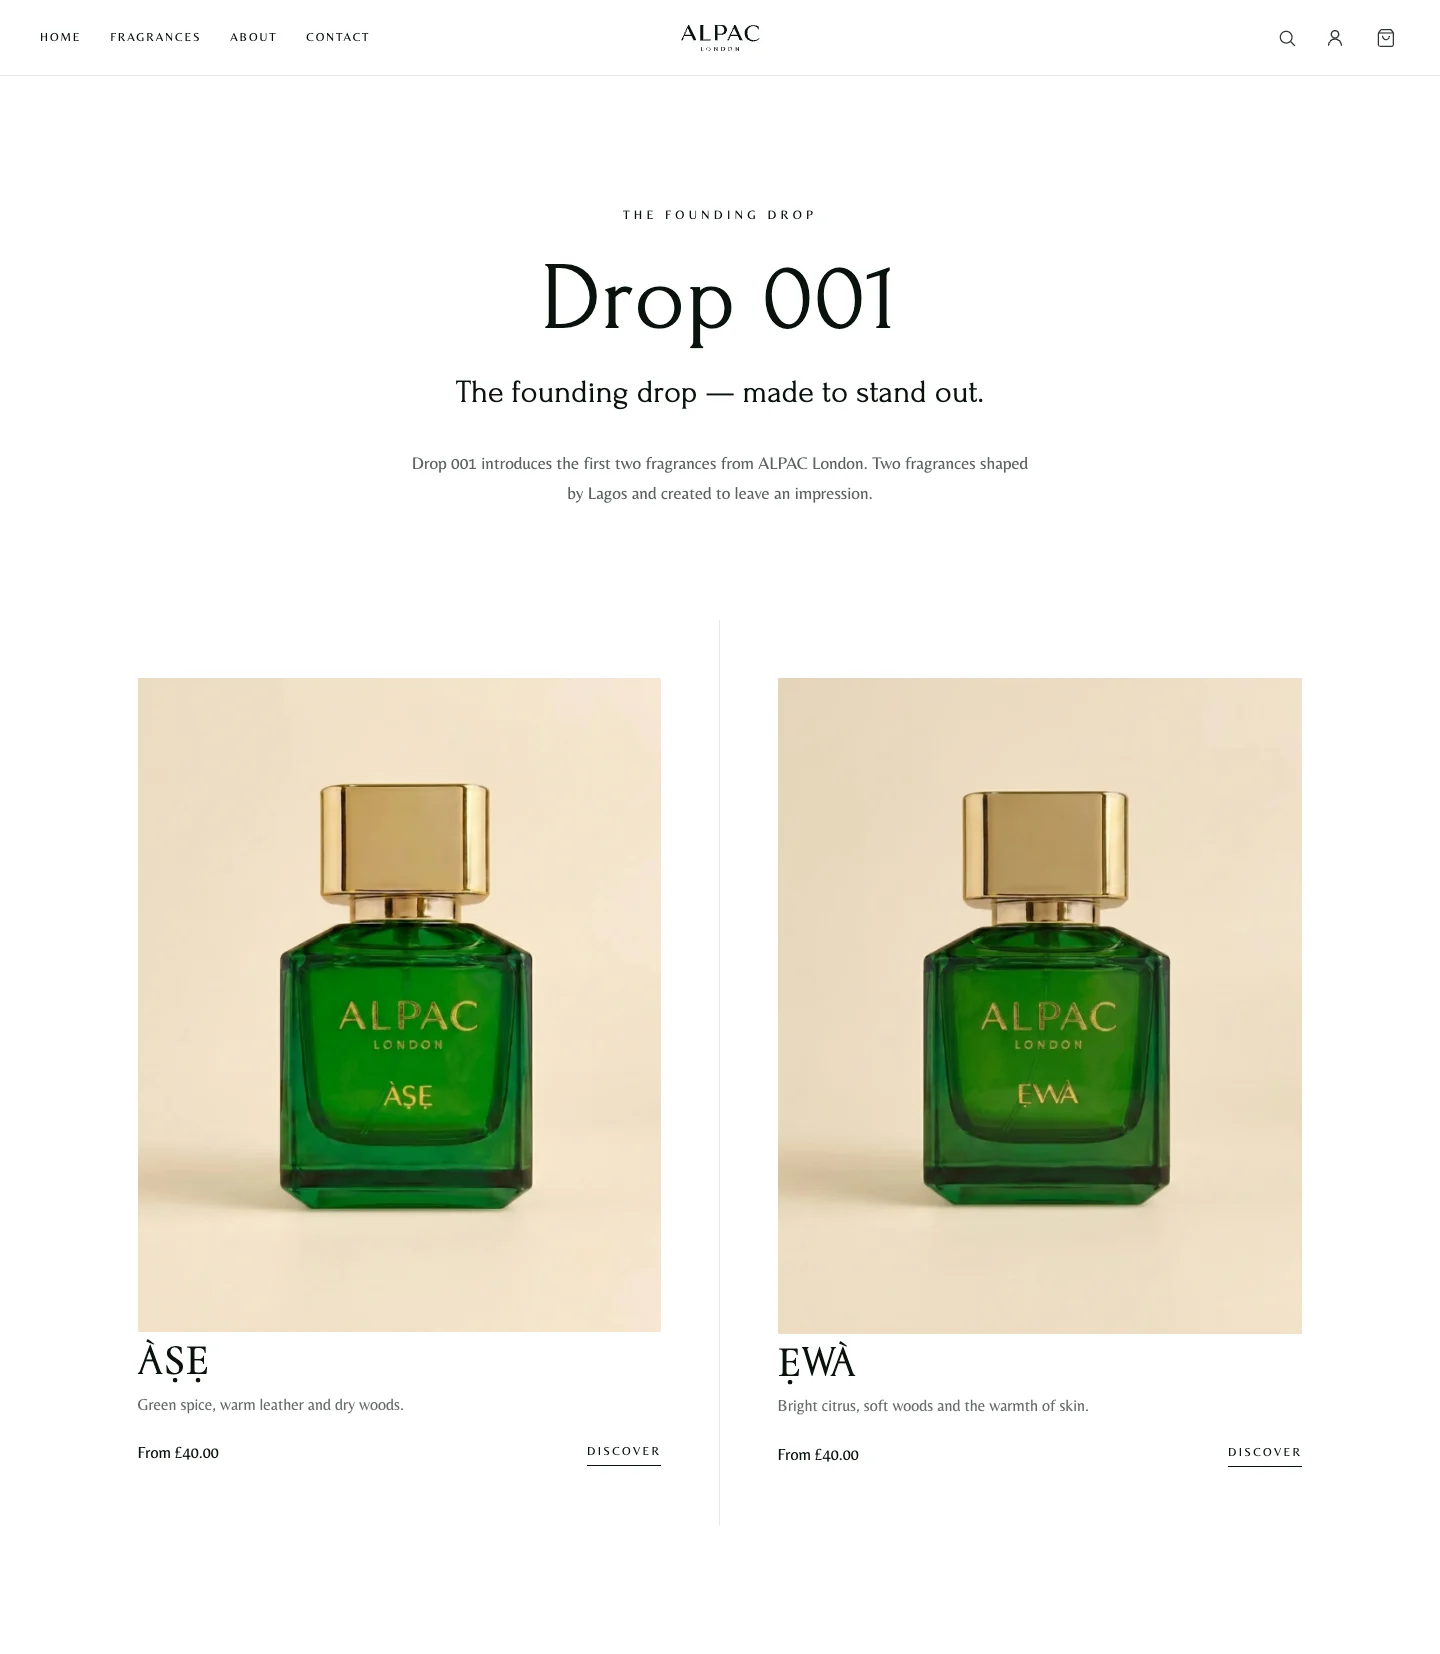 HOME FRAGRANCES ABOUT CONTACT
ALPAC
LONDON
THE FOUNDING DROP
Drop 001
The founding drop — made to stand out.
Drop 001 introduces the first two fragrances from ALPAC London. Two fragrances shaped
by Lagos and created to leave an impression.
ALPAC
LONDON
ÀṢẸ
ALPAC
LONDON
ẸWÀ
ÀṢẸ
Green spice, warm leather and dry woods.
From £40.00
DISCOVER
ẸWÀ
Bright citrus, soft woods and the warmth of skin.
From £40.00
DISCOVER